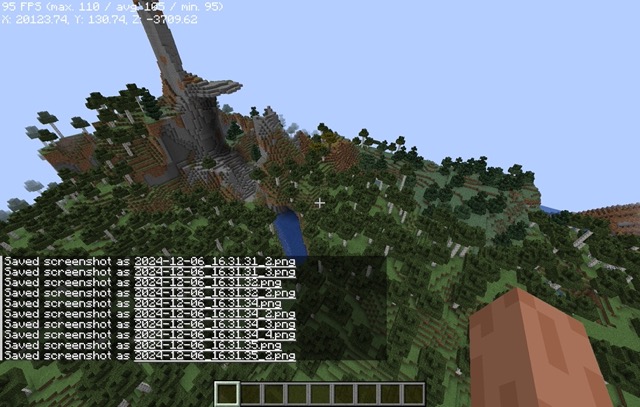 95 FPS (max. 110 / avg. 105 / min. 95)
X: 20123.74, Y: 130.74, Z: -3709.62
Saved screenshot as 2024-12-06_16.31.31_2.png
Saved screenshot as 2024-12-06_16.31.31_3.png
Saved screenshot as 2024-12-06_16.31.32.png
Saved screenshot as 2024-12-06_16.31.32_2.png
Saved screenshot as 2024-12-06_16.31.34.png
Saved screenshot as 2024-12-06_16.31.34_2.png
Saved screenshot as 2024-12-06_16.31.34_3.png
Saved screenshot as 2024-12-06_16.31.34_4.png
Saved screenshot as 2024-12-06_16.31.35.png
Saved screenshot as 2024-12-06_16.31.35_2.png